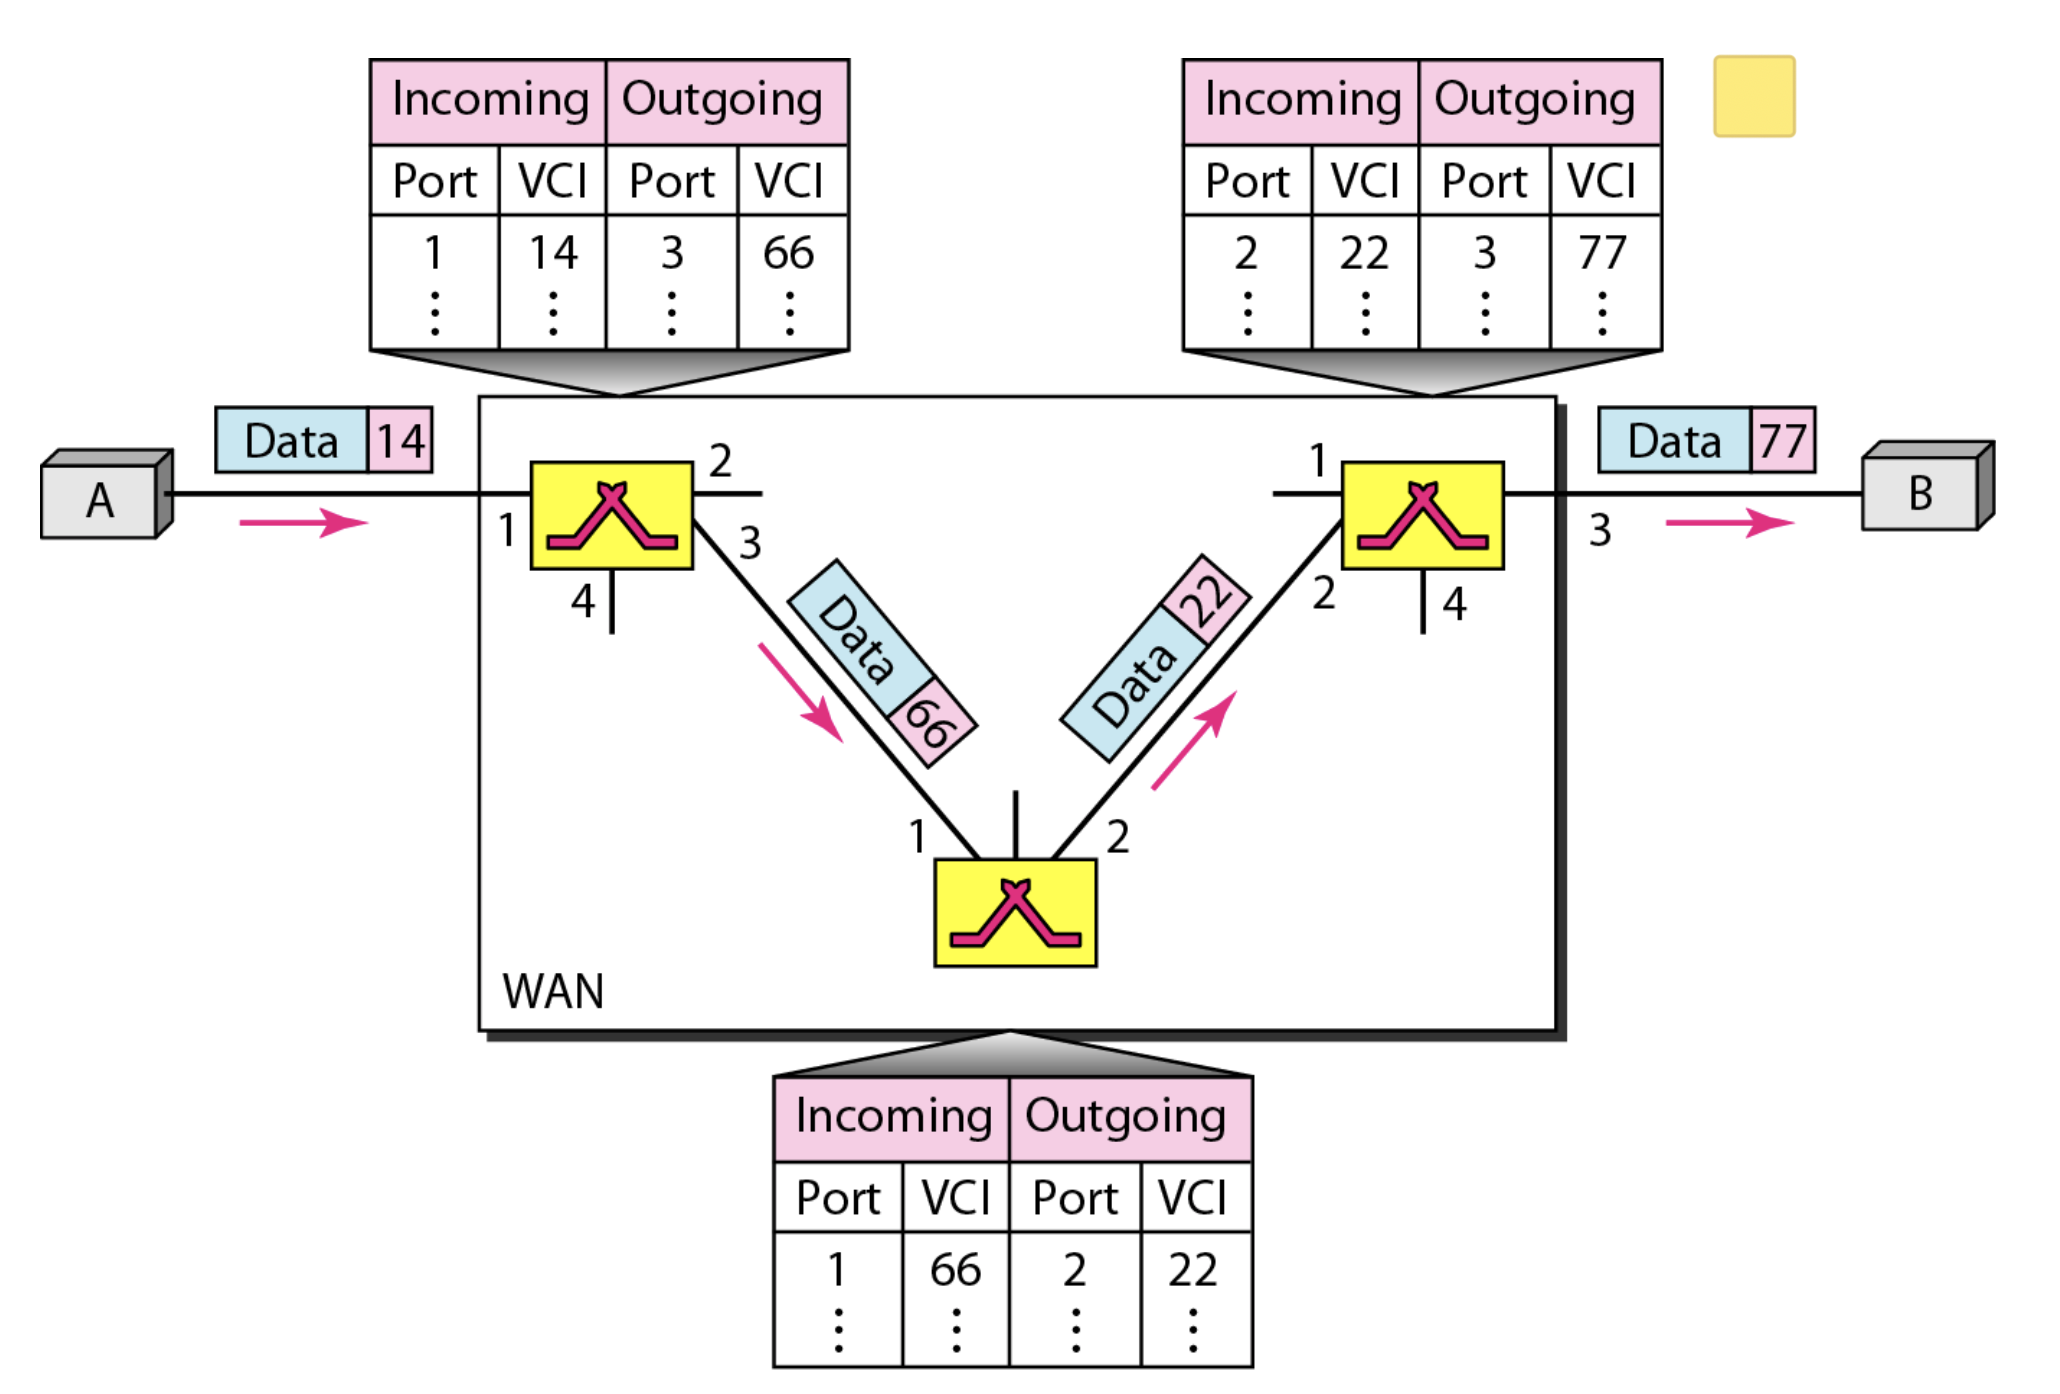 Incoming Outgoing
Port VCI Port VCI
1 14 3 66
⋮ ⋮ ⋮ ⋮
Incoming Outgoing
Port VCI Port VCI
2 22 3 77
⋮ ⋮ ⋮ ⋮
A
Data 14
1
2
3
4
Data 66
Data 22
1
2
4
3
Data 77
B
1
2
WAN
Incoming Outgoing
Port VCI Port VCI
1 66 2 22
⋮ ⋮ ⋮ ⋮